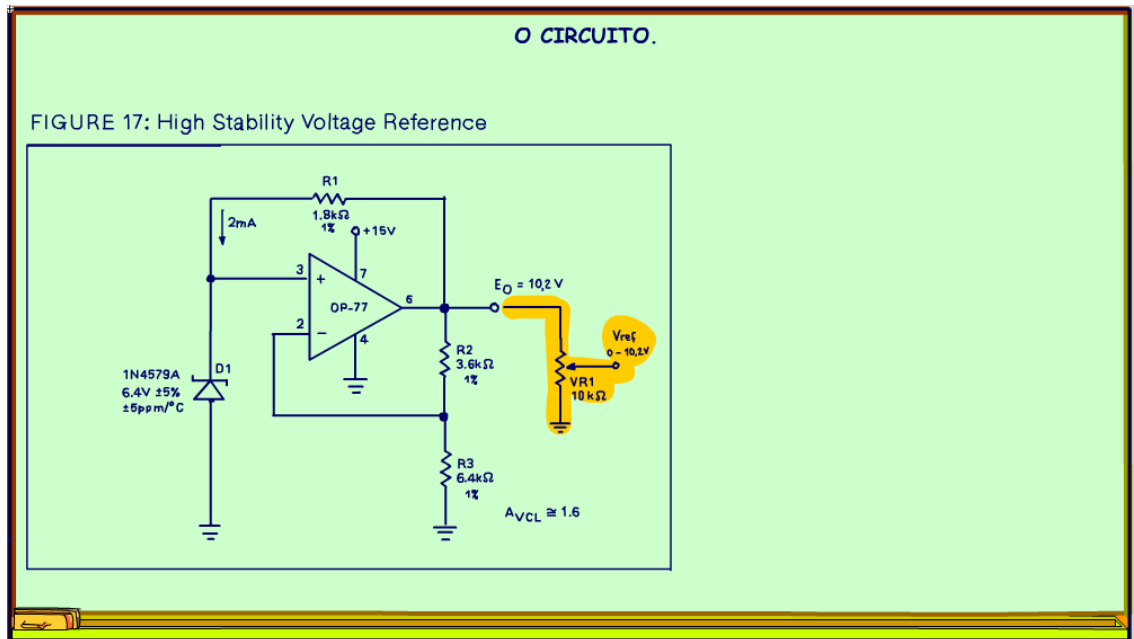 O CIRCUITO.
FIGURE 17: High Stability Voltage Reference
R1
1.8kΩ
1%
2mA
+15V
3
+
7
OP-77
6
2
−
4
E_O = 10,2 V
Vref
0 – 10,2V
VR1
10 kΩ
R2
3.6kΩ
1%
1N4579A
D1
6.4V ±5%
±5ppm/°C
R3
6.4kΩ
1%
A_VCL ≅ 1.6